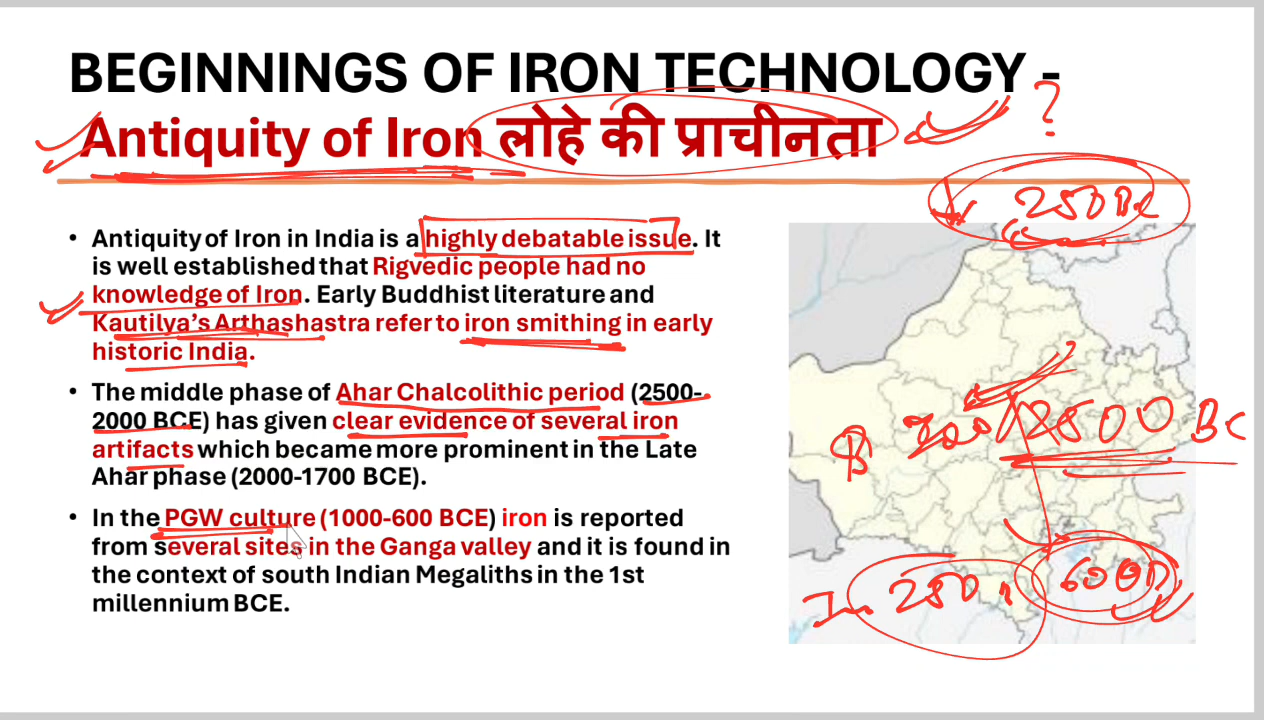 BEGINNINGS OF IRON TECHNOLOGY -
Antiquity of Iron लोहे की प्राचीनता
?
250 BC
• Antiquity of Iron in India is a highly debatable issue. It
is well established that Rigvedic people had no
knowledge of Iron. Early Buddhist literature and
Kautilya's Arthashastra refer to iron smithing in early
historic India.
• The middle phase of Ahar Chalcolithic period (2500-
2000 BCE) has given clear evidence of several iron
artifacts which became more prominent in the Late
Ahar phase (2000-1700 BCE).
2500 BC
• In the PGW culture (1000-600 BCE) iron is reported
from several sites in the Ganga valley and it is found in
the context of south Indian Megaliths in the 1st
millennium BCE.
250